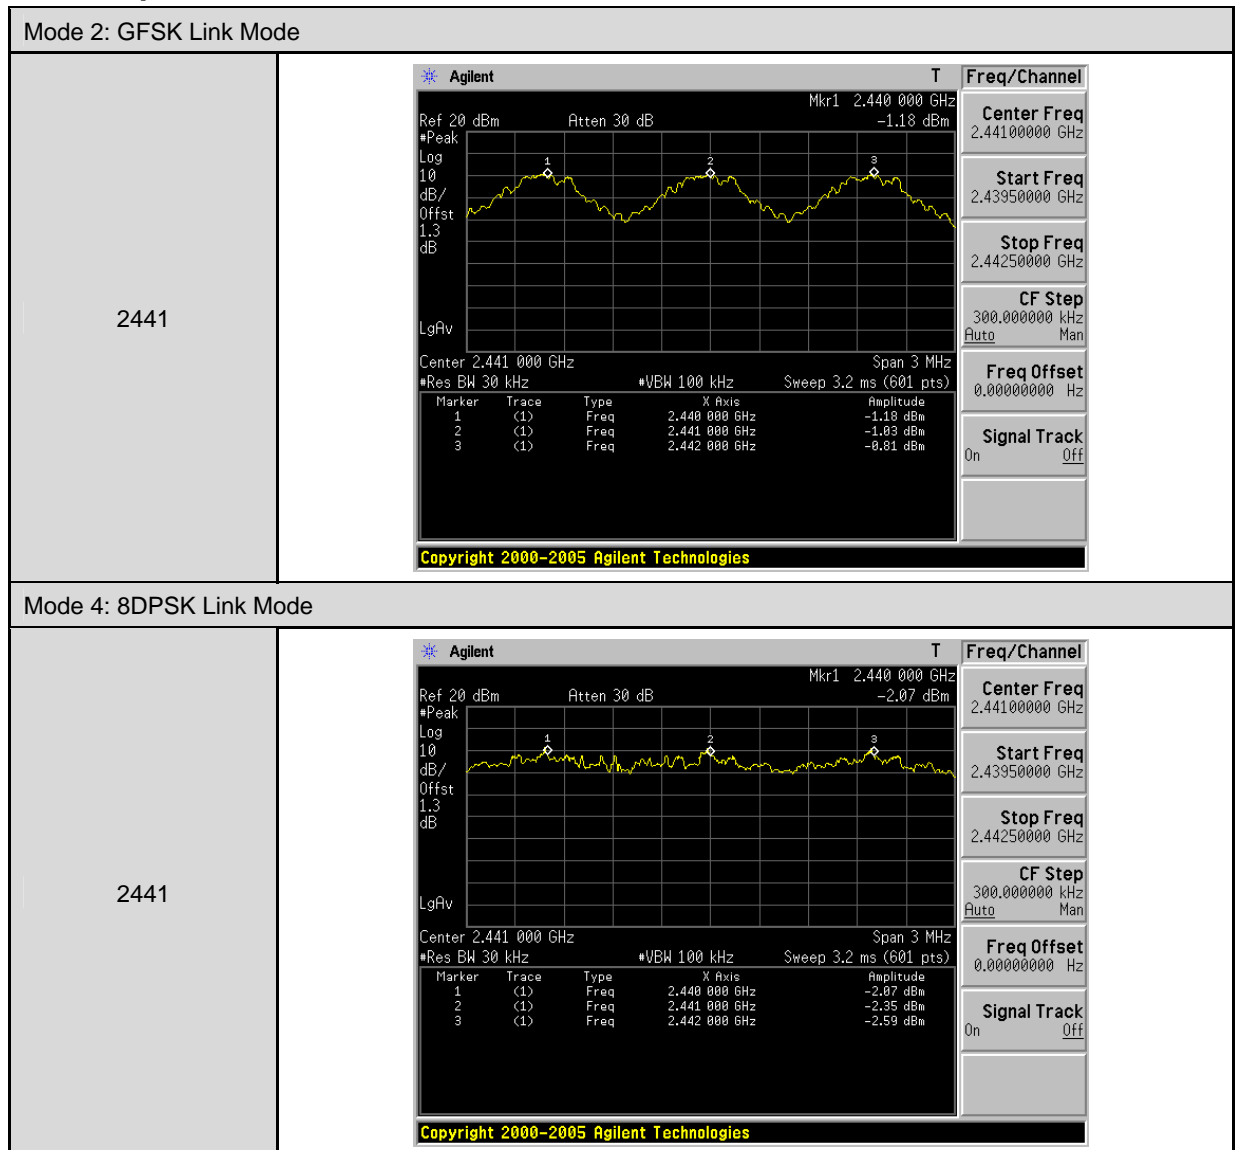 Mode 2: GFSK Link Mode
2441
Agilent T
Freq/Channel
Mkr1 2.440 000 GHz
Ref 20 dBm Atten 30 dB -1.18 dBm
#Peak
Log
10
dB/
Offst
1.3
dB
LgAv
1 2 3
Center 2.441 000 GHz Span 3 MHz
#Res BW 30 kHz #VBW 100 kHz Sweep 3.2 ms (601 pts)
Marker Trace Type X Axis Amplitude
1 (1) Freq 2.440 000 GHz -1.18 dBm
2 (1) Freq 2.441 000 GHz -1.03 dBm
3 (1) Freq 2.442 000 GHz -0.81 dBm
Center Freq
2.44100000 GHz
Start Freq
2.43950000 GHz
Stop Freq
2.44250000 GHz
CF Step
300.000000 kHz
Auto Man
Freq Offset
0.00000000 Hz
Signal Track
On Off
Copyright 2000-2005 Agilent Technologies
Mode 4: 8DPSK Link Mode
2441
Agilent T
Freq/Channel
Mkr1 2.440 000 GHz
Ref 20 dBm Atten 30 dB -2.07 dBm
#Peak
Log
10
dB/
Offst
1.3
dB
LgAv
1 2 3
Center 2.441 000 GHz Span 3 MHz
#Res BW 30 kHz #VBW 100 kHz Sweep 3.2 ms (601 pts)
Marker Trace Type X Axis Amplitude
1 (1) Freq 2.440 000 GHz -2.07 dBm
2 (1) Freq 2.441 000 GHz -2.35 dBm
3 (1) Freq 2.442 000 GHz -2.59 dBm
Center Freq
2.44100000 GHz
Start Freq
2.43950000 GHz
Stop Freq
2.44250000 GHz
CF Step
300.000000 kHz
Auto Man
Freq Offset
0.00000000 Hz
Signal Track
On Off
Copyright 2000-2005 Agilent Technologies